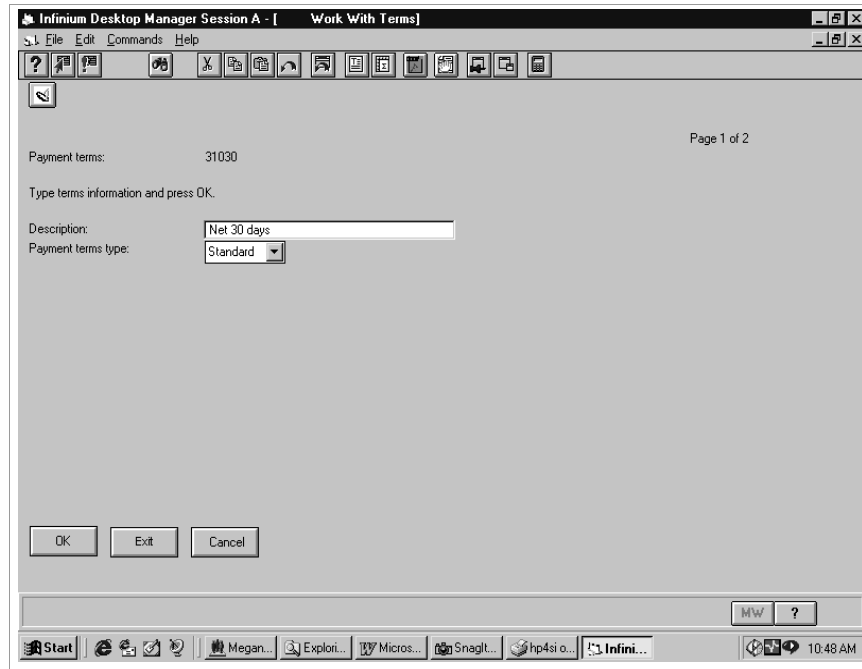 Infinium Desktop Manager Session A - [ Work With Terms]
File Edit Commands Help
Page 1 of 2
Payment terms: 31030
Type terms information and press OK.
Description: Net 30 days
Payment terms type: Standard
OK Exit Cancel
MW ?
Start Megan... Explori... Micros... SnagIt... hp4si o... Infini... 10:48 AM